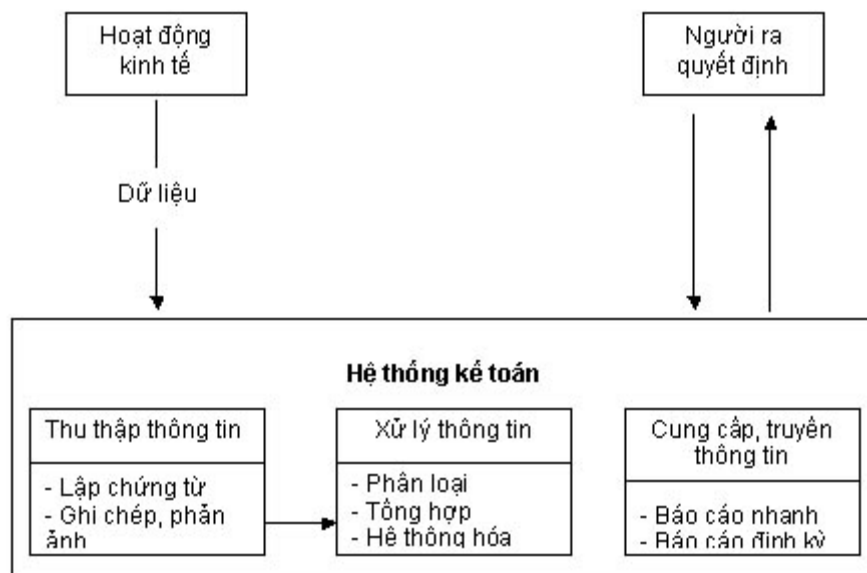 Hoạt động
kinh tế
Người ra
quyết định
Dữ liệu
Hệ thống kế toán
Thu thập thông tin
- Lập chứng từ
- Ghi chép, phản
ảnh
Xử lý thông tin
- Phân loại
- Tổng hợp
- Hệ thống hóa
Cung cấp, truyền
thông tin
- Báo cáo nhanh
- Báo cáo định kỳ